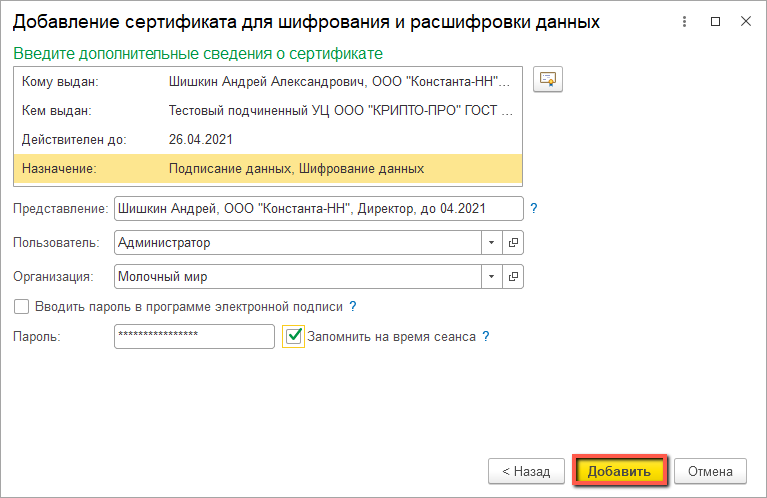 Добавление сертификата для шифрования и расшифровки данных
Введите дополнительные сведения о сертификате
Кому выдан: Шишкин Андрей Александрович, ООО "Константа-НН"...
Кем выдан: Тестовый подчиненный УЦ ООО "КРИПТО-ПРО" ГОСТ ...
Действителен до: 26.04.2021
Назначение: Подписание данных, Шифрование данных
Представление: Шишкин Андрей, ООО "Константа-НН", Директор, до 04.2021 ?
Пользователь: Администратор
Организация: Молочный мир
Вводить пароль в программе электронной подписи ?
Пароль: **************** Запомнить на время сеанса ?
< Назад Добавить Отмена